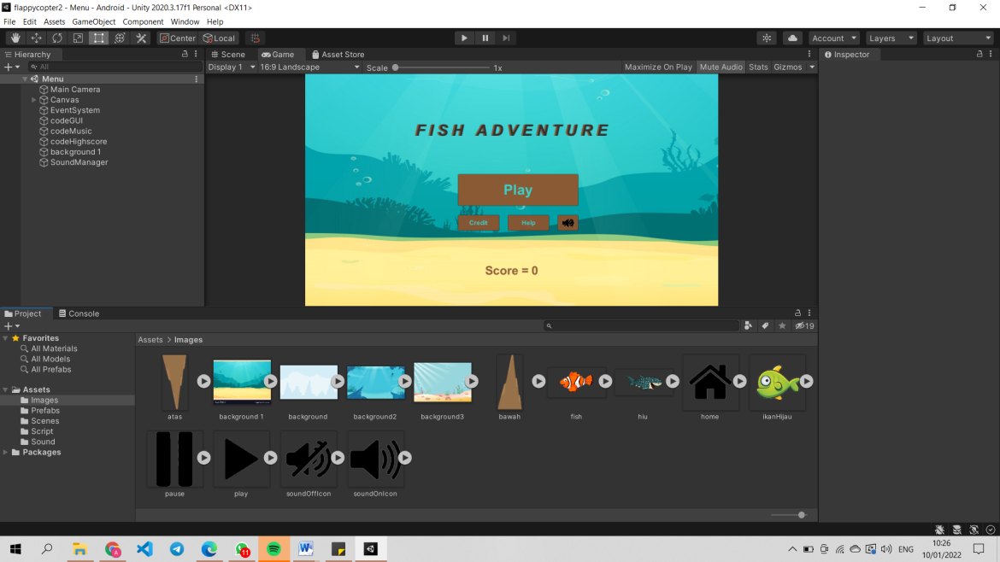 flappycopter2 - Menu - Android - Unity 2020.3.17f1 Personal <DX11>
File Edit Assets GameObject Component Window Help
Center Local Account Layers Layout
Hierarchy Scene Game Asset Store Inspector
All Display 1 16:9 Landscape Scale 1x Maximize On Play Mute Audio Stats Gizmos
Menu
Main Camera
Canvas
EventSystem
codeGUI
codeMusic
codeHighscore
background 1
SoundManager
FISH ADVENTURE
Play
Credit Help
Score = 0
Project Console
19
Favorites
All Materials
All Models
All Prefabs
Assets
Images
Prefabs
Scenes
Script
Sound
Packages
Assets > Images
atas background 1 background background2 background3 bawah fish hiu home ikanHijau
pause play soundOffIcon soundOnIcon
A 11 W ENG 10:26
10/01/2022